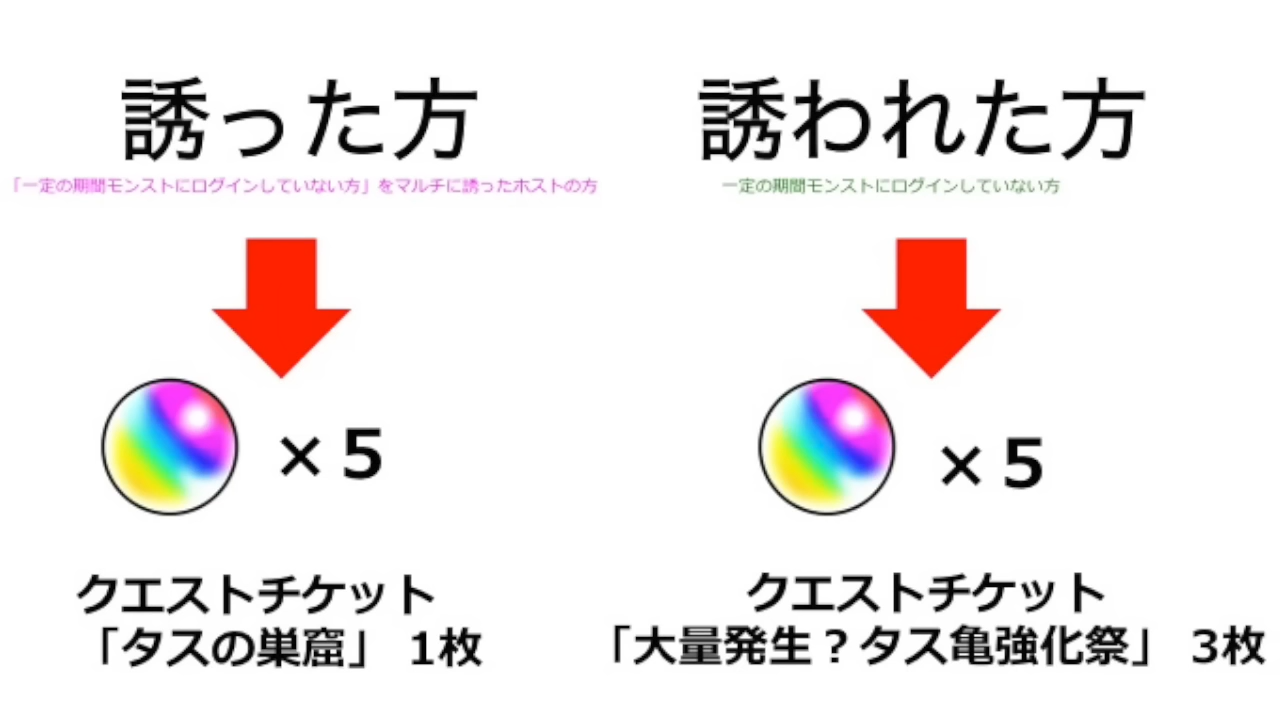 誘った方
「一定の期間モンストにログインしていない方」をマルチに誘ったホストの方
×5
クエストチケット
「タスの巣窟」 1枚
誘われた方
一定の期間モンストにログインしていない方
×5
クエストチケット
「大量発生？タス亀強化祭」 3枚